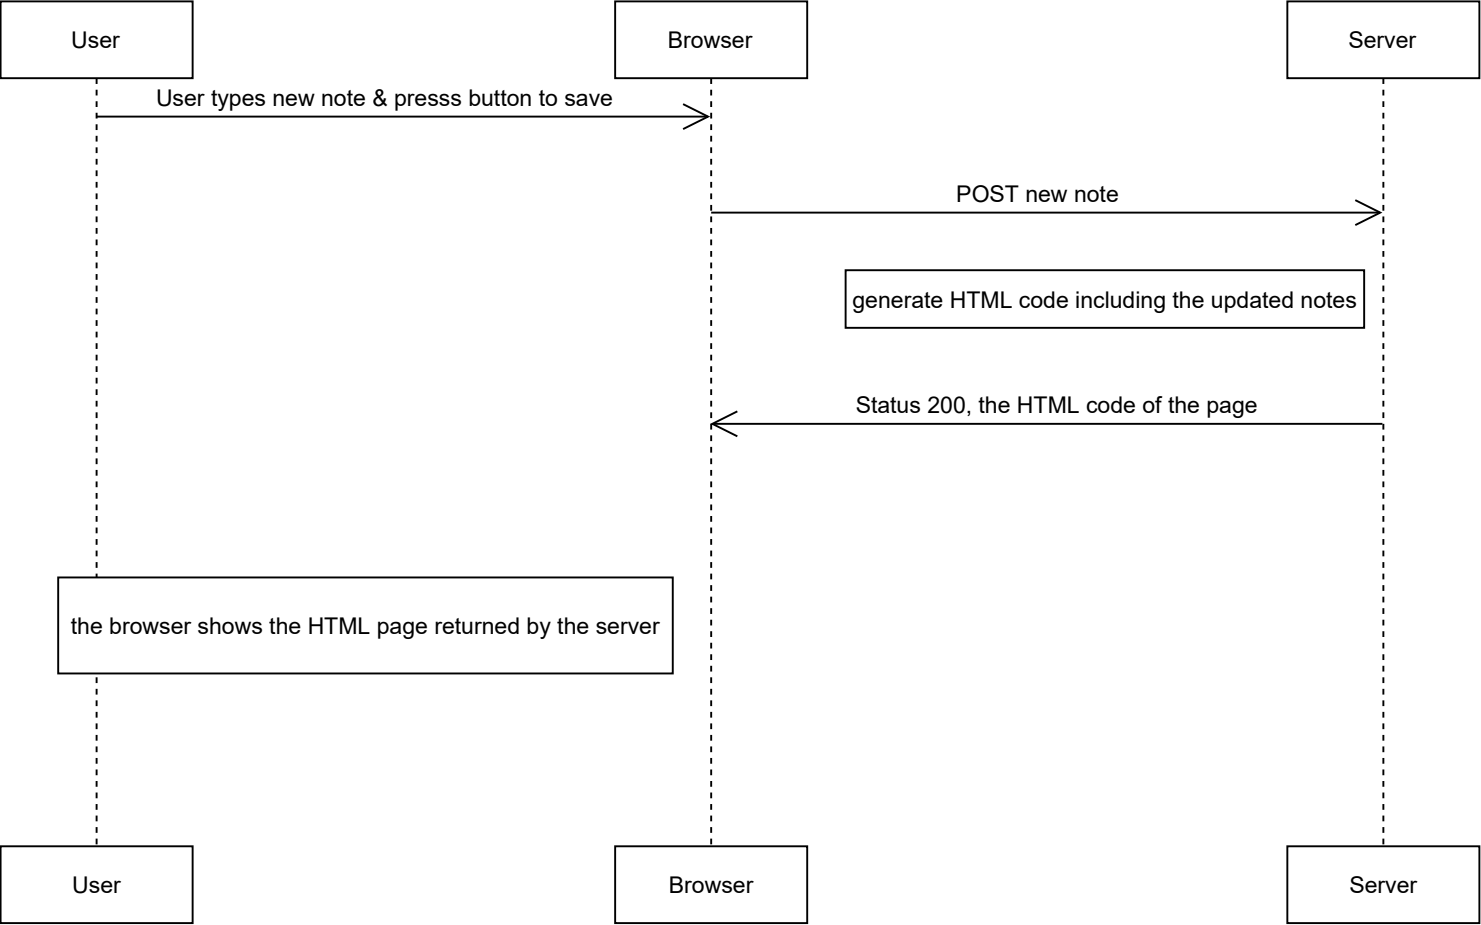 User
Browser
Server
User types new note & presss button to save
POST new note
generate HTML code including the updated notes
Status 200, the HTML code of the page
the browser shows the HTML page returned by the server
User
Browser
Server